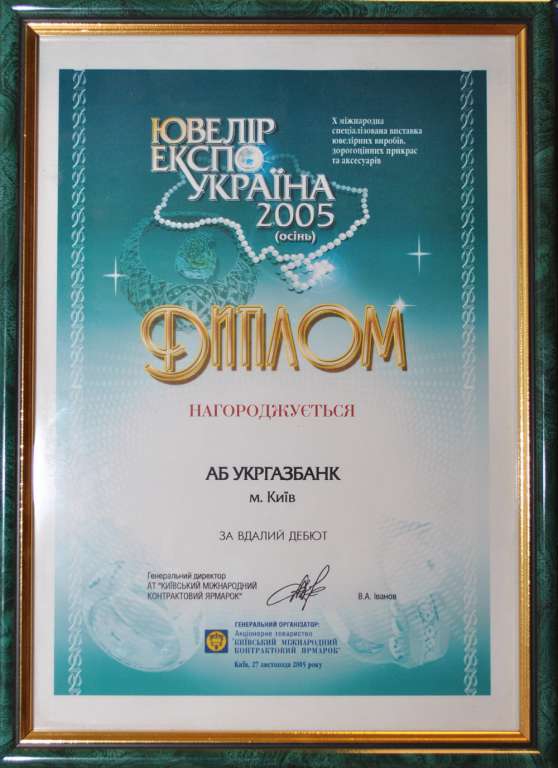 ЮВЕЛІР
ЕКСПО
УКРАЇНА
2005
(осінь)
X міжнародна
спеціалізована виставка
ювелірних виробів,
дорогоцінних прикрас
та аксесуарів
ДИПЛОМ
НАГОРОДЖУЄТЬСЯ
АБ УКРГАЗБАНК
м. Київ
ЗА ВДАЛИЙ ДЕБЮТ
Генеральний директор
АТ "КИЇВСЬКИЙ МІЖНАРОДНИЙ
КОНТРАКТОВИЙ ЯРМАРОК"
В.А. Іванов
ГЕНЕРАЛЬНИЙ ОРГАНІЗАТОР:
Акціонерне товариство
"КИЇВСЬКИЙ МІЖНАРОДНИЙ
КОНТРАКТОВИЙ ЯРМАРОК"
Київ, 27 листопада 2005 року